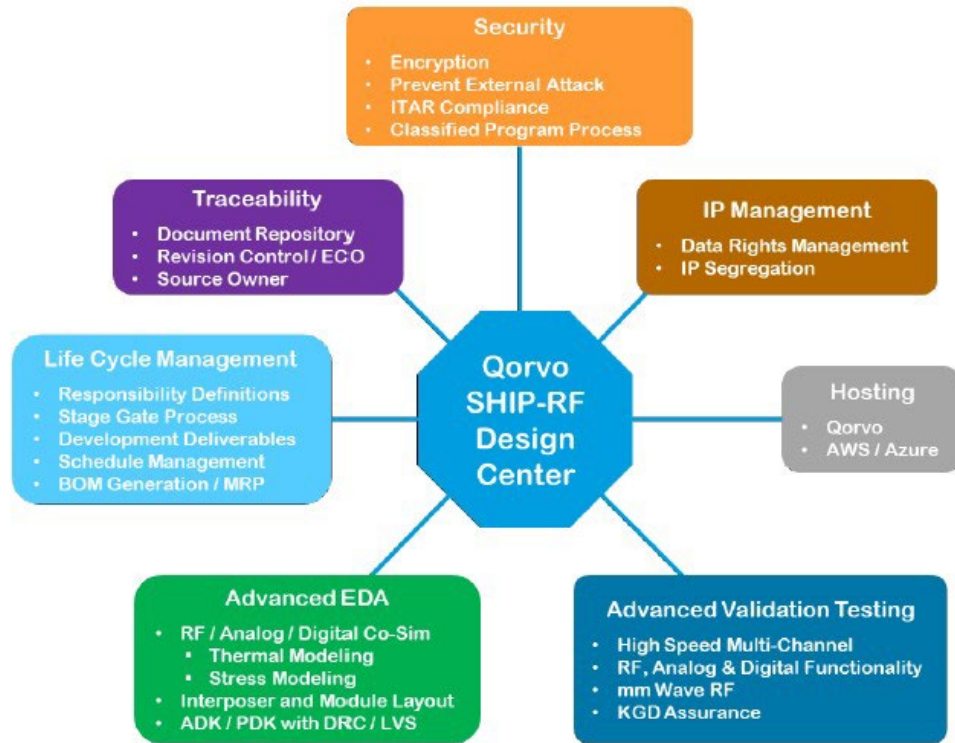 Security
• Encryption
• Prevent External Attack
• ITAR Compliance
• Classified Program Process
Traceability
• Document Repository
• Revision Control / ECO
• Source Owner
IP Management
• Data Rights Management
• IP Segregation
Life Cycle Management
• Responsibility Definitions
• Stage Gate Process
• Development Deliverables
• Schedule Management
• BOM Generation / MRP
Qorvo
SHIP-RF
Design
Center
Hosting
• Qorvo
• AWS / Azure
Advanced EDA
• RF / Analog / Digital Co-Sim
▪ Thermal Modeling
▪ Stress Modeling
• Interposer and Module Layout
• ADK / PDK with DRC / LVS
Advanced Validation Testing
• High Speed Multi-Channel
• RF, Analog & Digital Functionality
• mm Wave RF
• KGD Assurance